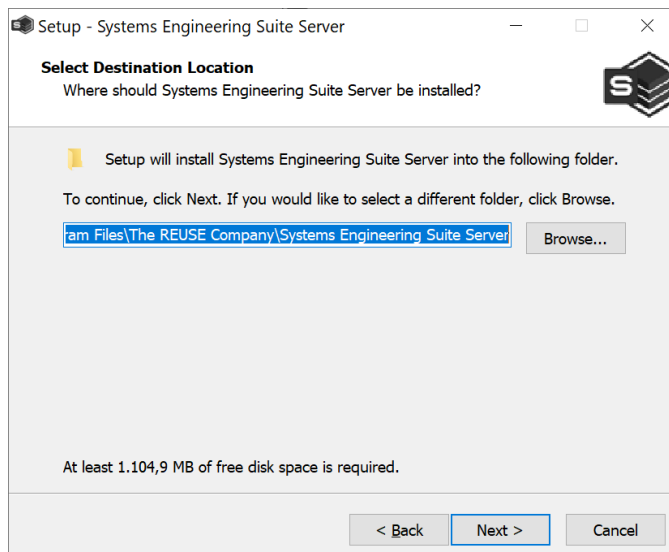 Setup - Systems Engineering Suite Server
Select Destination Location
Where should Systems Engineering Suite Server be installed?
S
Setup will install Systems Engineering Suite Server into the following folder.
To continue, click Next. If you would like to select a different folder, click Browse.
ram Files\The REUSE Company\Systems Engineering Suite Server
Browse...
At least 1.104,9 MB of free disk space is required.
< Back
Next >
Cancel